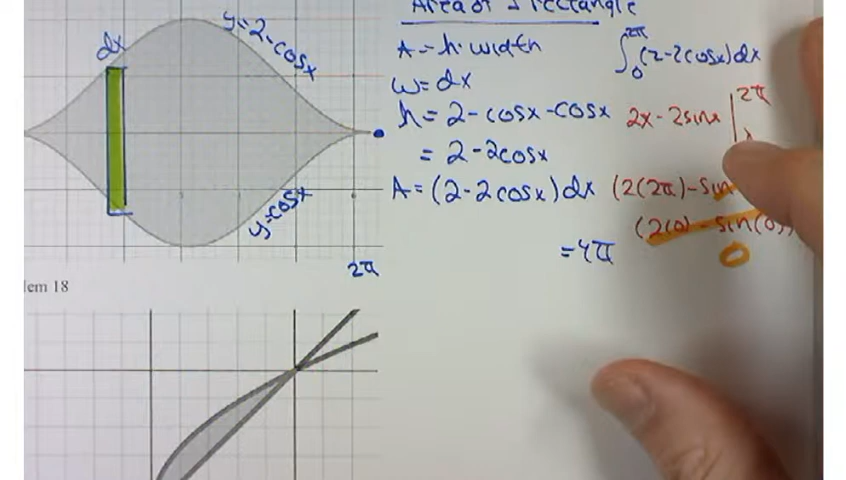 Area of 1 rectangle
y=2-cosx
dx
A=h·width
∫₀^2π (2-2cosx)dx
w=dx
h=2-cosx-cosx
2x-2sinx | 2π
=2-2cosx
A=(2-2cosx)dx
(2(2π)-sin
y=cosx
(2(0)-sin(0))
0
=4π
2π
lem 18